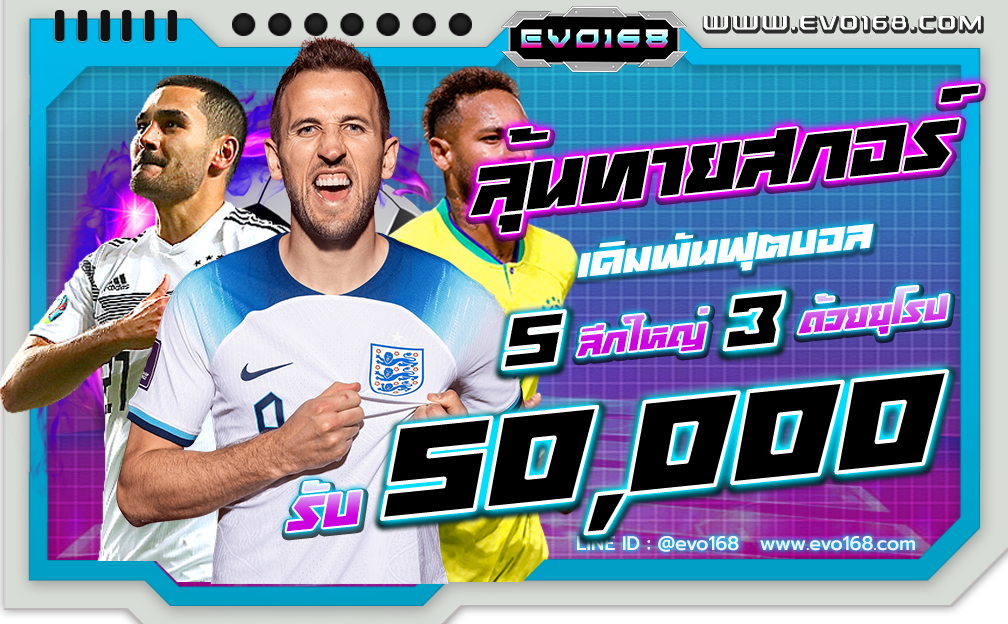 EVO168
WWW.EVO168.COM
ลุ้นทายสกอร์
เดิมพันฟุตบอล
5 ลีกใหญ่ 3 ถ้วยยุโรป
รับ 50,000
LINE ID : @evo168 www.evo168.com